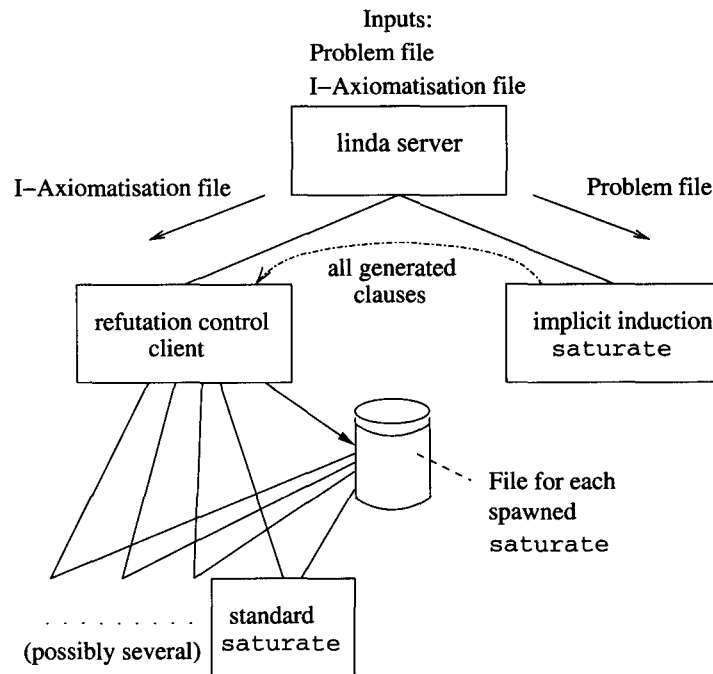 Inputs:
Problem file
I–Axiomatisation file
linda server
I–Axiomatisation file
Problem file
all generated
clauses
refutation control
client
implicit induction
saturate
File for each
spawned
saturate
standard
saturate
(possibly several)